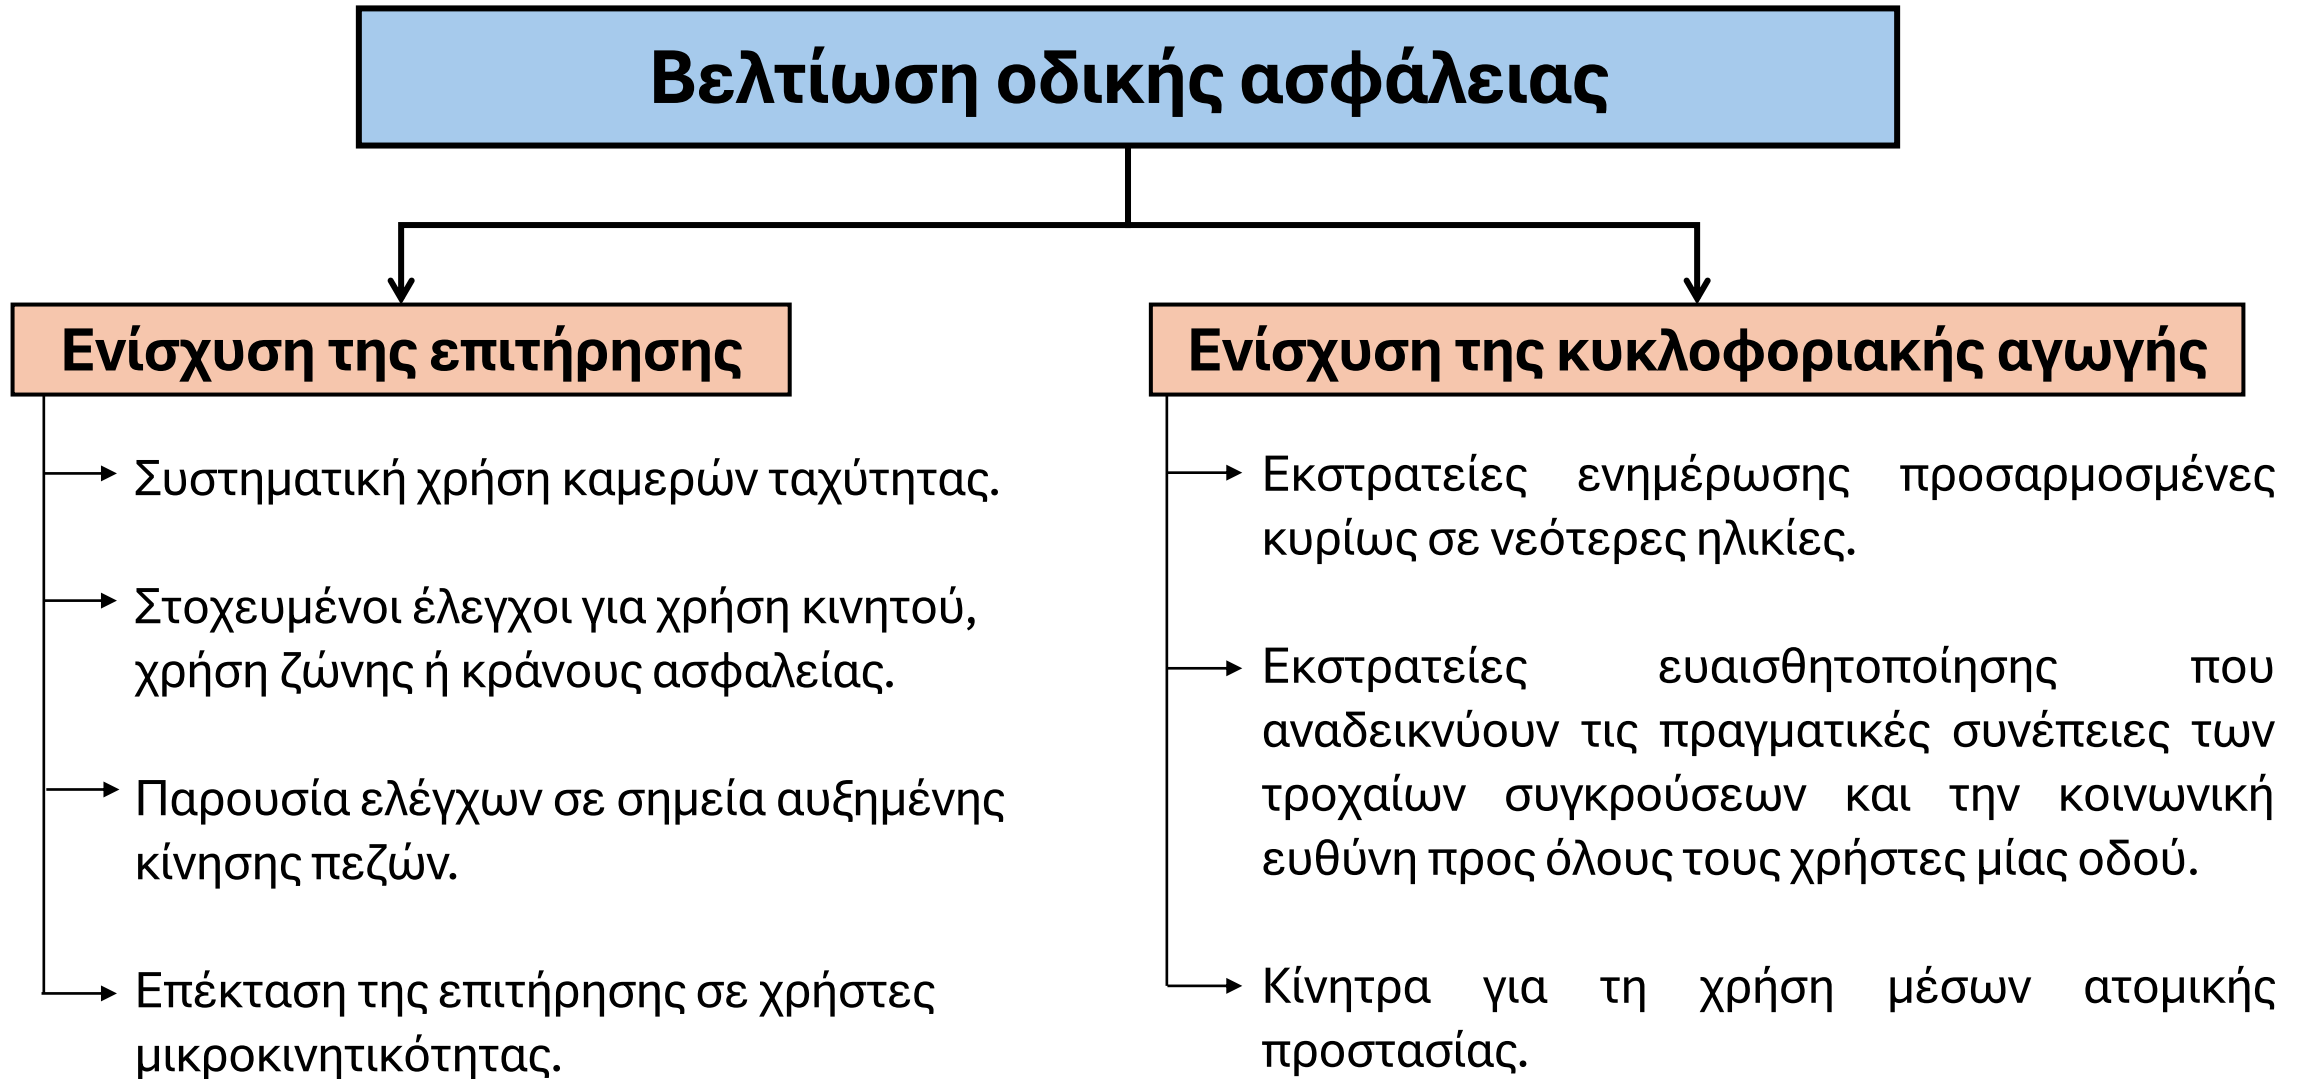 Βελτίωση οδικής ασφάλειας
Ενίσχυση της επιτήρησης
Συστηματική χρήση καμερών ταχύτητας.
Στοχευμένοι έλεγχοι για χρήση κινητού,
χρήση ζώνης ή κράνους ασφαλείας.
Παρουσία ελέγχων σε σημεία αυξημένης
κίνησης πεζών.
Επέκταση της επιτήρησης σε χρήστες
μικροκινητικότητας.
Ενίσχυση της κυκλοφοριακής αγωγής
Εκστρατείες ενημέρωσης προσαρμοσμένες
κυρίως σε νεότερες ηλικίες.
Εκστρατείες ευαισθητοποίησης που
αναδεικνύουν τις πραγματικές συνέπειες των
τροχαίων συγκρούσεων και την κοινωνική
ευθύνη προς όλους τους χρήστες μίας οδού.
Κίνητρα για τη χρήση μέσων ατομικής
προστασίας.